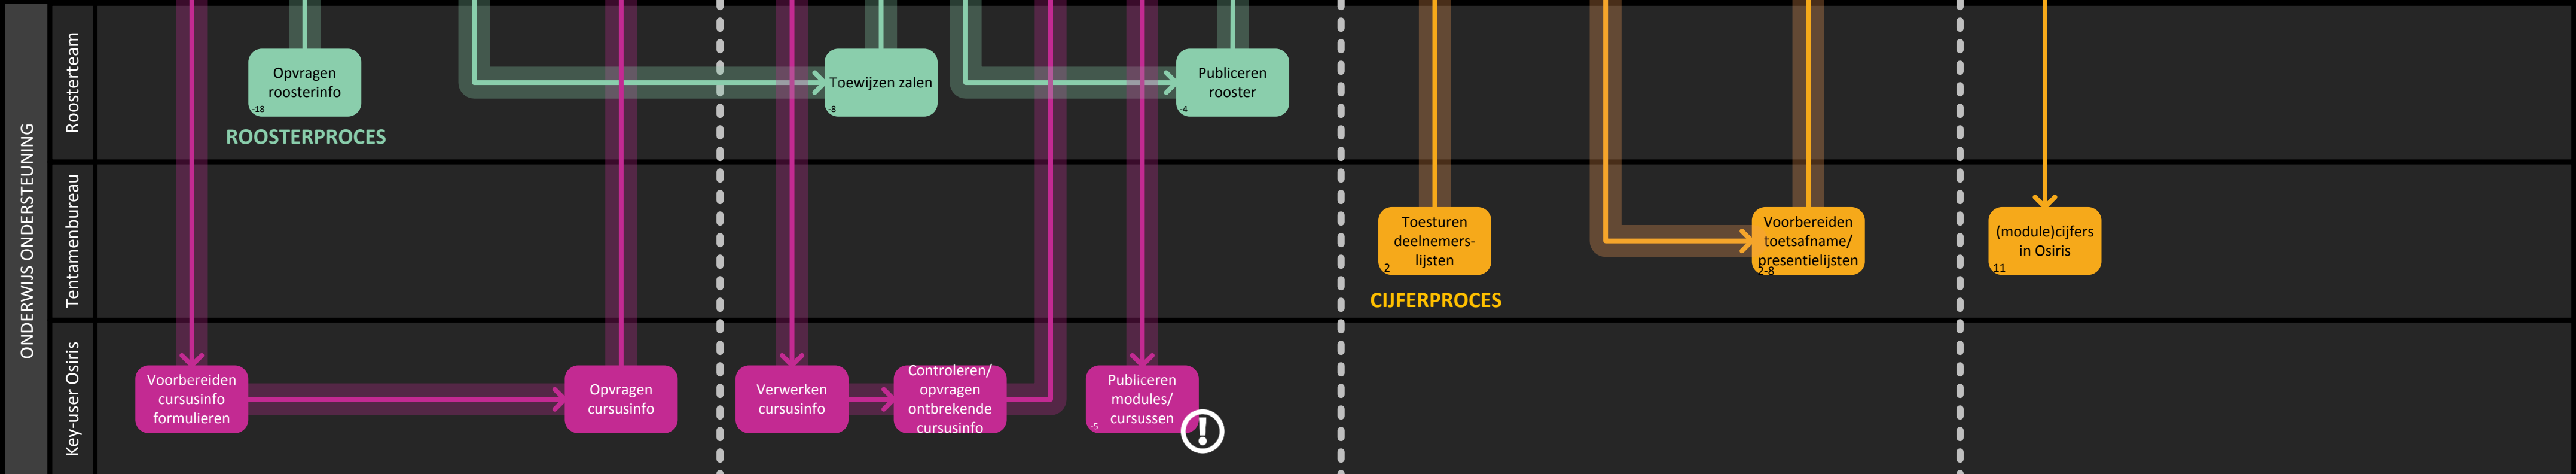 ONDERWIJS ONDERSTEUNING
Roosterteam
Opvragen
roosterinfo
-18
ROOSTERPROCES
Toewijzen zalen
-8
Publiceren
rooster
-4
Tentamenbureau
Toesturen
deelnemers-
lijsten
2
CIJFERPROCES
Voorbereiden
toetsafname/
presentielijsten
2-8
(module)cijfers
in Osiris
11
Key-user Osiris
Voorbereiden
cursusinfo
formulieren
Opvragen
cursusinfo
Verwerken
cursusinfo
Controleren/
opvragen
ontbrekende
cursusinfo
Publiceren
modules/
cursussen
-5
!